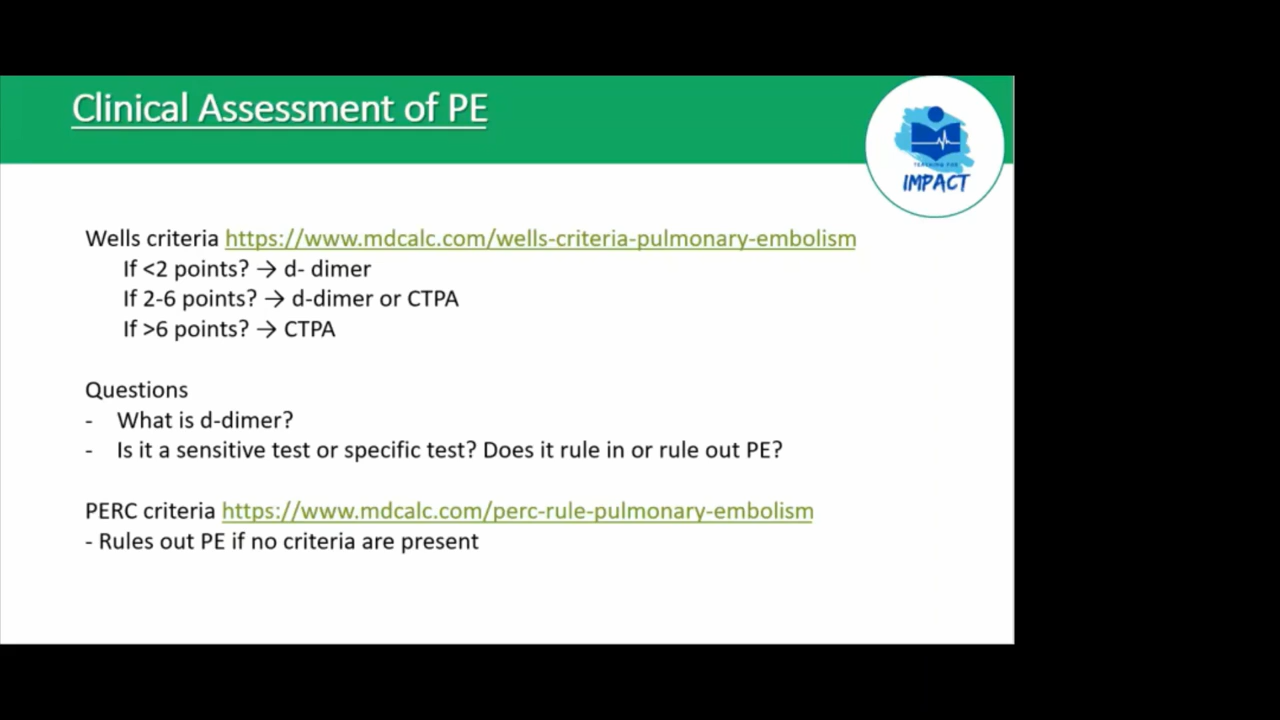 Clinical Assessment of PE
TEACHING FOR
IMPACT
Wells criteria https://www.mdcalc.com/wells-criteria-pulmonary-embolism
If <2 points? → d- dimer
If 2-6 points? → d-dimer or CTPA
If >6 points? → CTPA
Questions
- What is d-dimer?
- Is it a sensitive test or specific test? Does it rule in or rule out PE?
PERC criteria https://www.mdcalc.com/perc-rule-pulmonary-embolism
- Rules out PE if no criteria are present